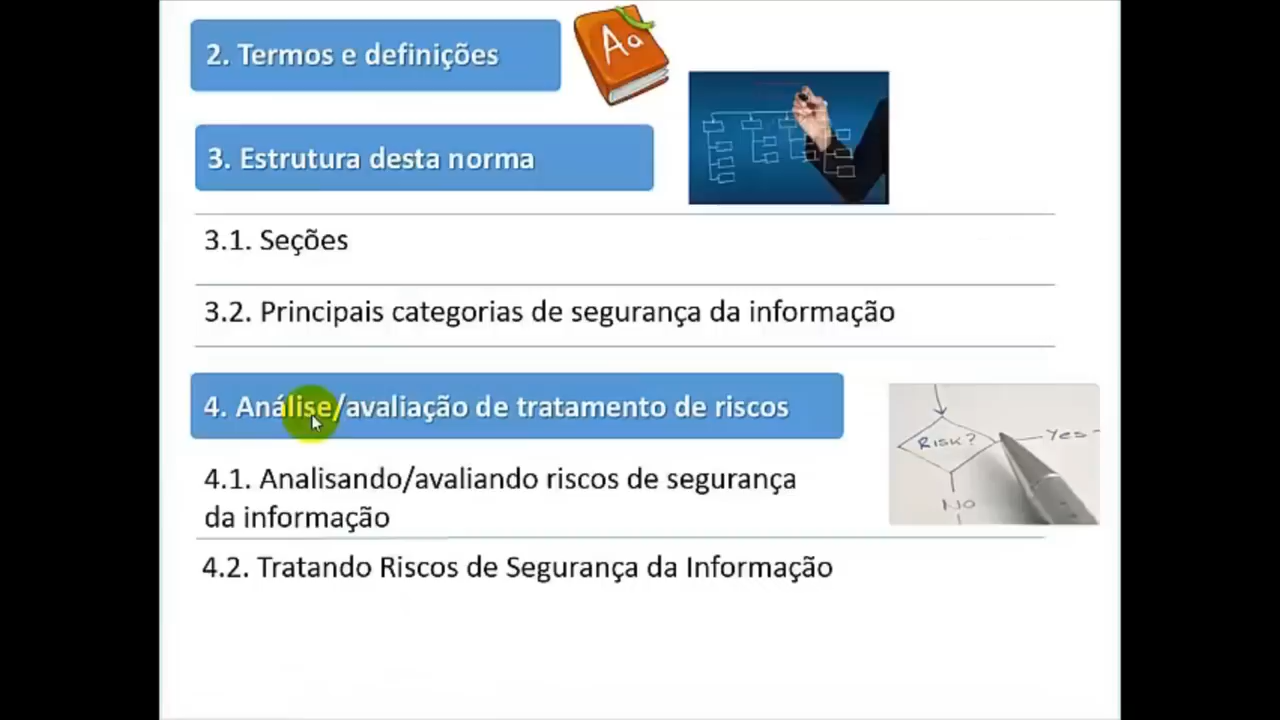 2. Termos e definições
Aa
3. Estrutura desta norma
3.1. Seções
3.2. Principais categorias de segurança da informação
4. Análise/avaliação de tratamento de riscos
RISK?
Yes
NO
4.1. Analisando/avaliando riscos de segurança
da informação
4.2. Tratando Riscos de Segurança da Informação